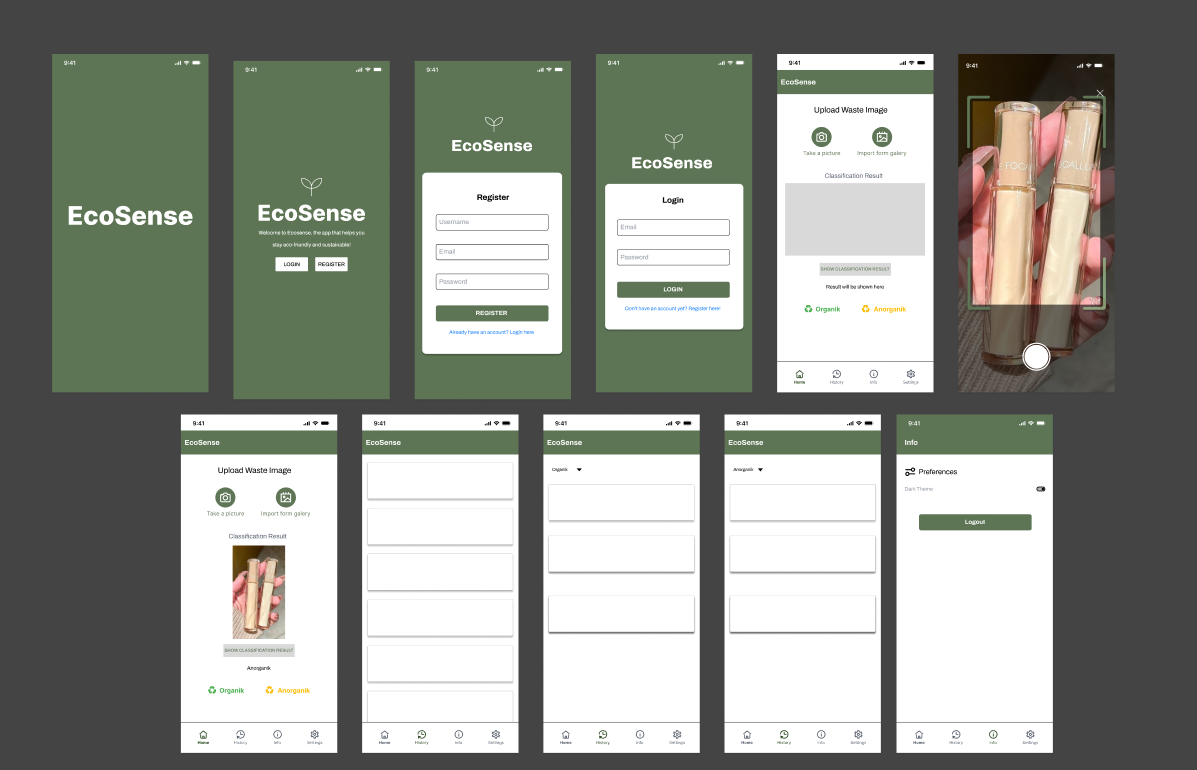 9:41
EcoSense
9:41
EcoSense
Welcome to Ecosense, the app that helps you
stay eco-friendly and sustainable!
LOGIN
REGISTER
9:41
EcoSense
Register
Username
Email
Password
REGISTER
Already have an account? Login here
9:41
EcoSense
Login
Email
Password
LOGIN
Don't have an account yet? Register here!
9:41
EcoSense
Upload Waste Image
Take a picture
Import form galery
Classification Result
SHOW CLASSIFICATION RESULT
Result will be shown here
Organik
Anorganik
Home
History
Info
Settings
9:41
9:41
EcoSense
Upload Waste Image
Take a picture
Import form galery
Classification Result
SHOW CLASSIFICATION RESULT
Anorganik
Organik
Anorganik
Home
History
Info
Settings
9:41
EcoSense
Home
History
Info
Settings
9:41
EcoSense
Organik
Home
History
Info
Settings
9:41
EcoSense
Anorganik
Home
History
Info
Settings
9:41
Info
Preferences
Dark Theme
Logout
Home
History
Info
Settings